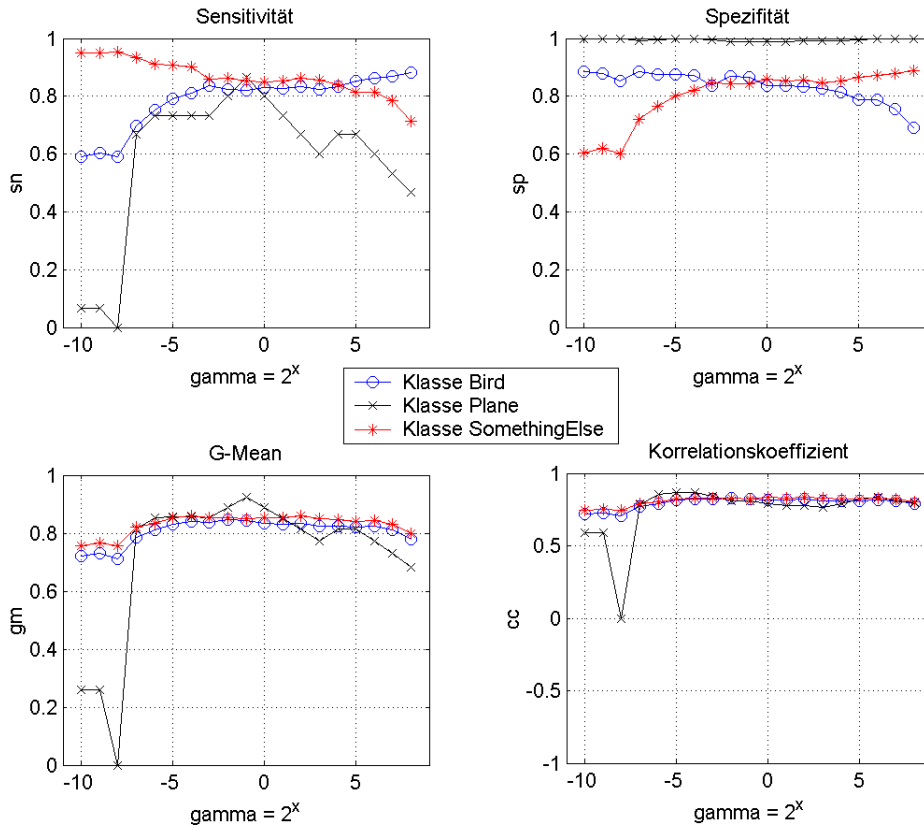 Sensitivität
1
0.8
0.6
0.4
0.2
0
sn
-10 -5 0 5
gamma = 2^x
Spezifität
1
0.8
0.6
0.4
0.2
0
sp
-10 -5 0 5
gamma = 2^x
Klasse Bird
Klasse Plane
Klasse SomethingElse
G-Mean
1
0.8
0.6
0.4
0.2
0
gm
-10 -5 0 5
gamma = 2^x
Korrelationskoeffizient
1
0.5
0
-0.5
-1
cc
-10 -5 0 5
gamma = 2^x